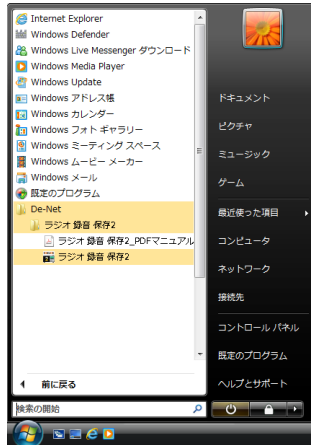 Internet Explorer
Windows Defender
Windows Live Messenger ダウンロード
Windows Media Player
Windows Update
Windows アドレス帳
Windows カレンダー
Windows フォト ギャラリー
Windows ミーティング スペース
Windows ムービー メーカー
Windows メール
既定のプログラム
De-Net
ラジオ 録音 保存2
ラジオ 録音 保存2_PDFマニュアル
ラジオ 録音 保存2
前に戻る
検索の開始
ドキュメント
ピクチャ
ミュージック
ゲーム
最近使った項目
コンピュータ
ネットワーク
接続先
コントロール パネル
既定のプログラム
ヘルプとサポート